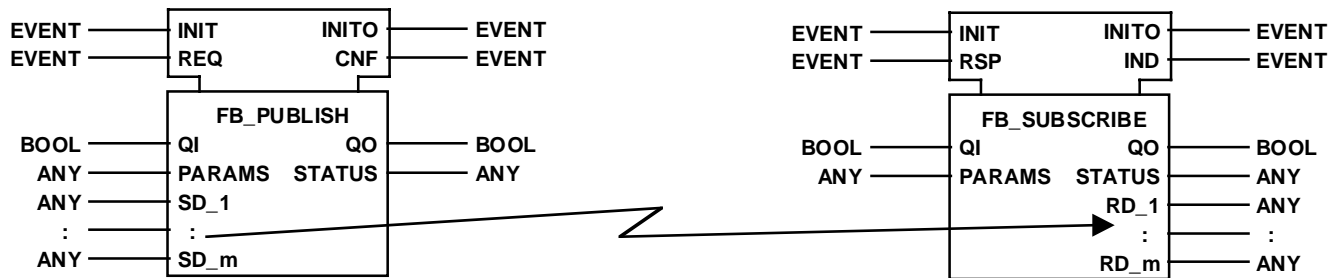 EVENT INIT INITO EVENT
EVENT REQ CNF EVENT
FB_PUBLISH
BOOL QI QO BOOL
ANY PARAMS STATUS ANY
ANY SD_1
: :
ANY SD_m
EVENT INIT INITO EVENT
EVENT RSP IND EVENT
FB_SUBSCRIBE
BOOL QI QO BOOL
ANY PARAMS STATUS ANY
RD_1 ANY
: :
RD_m ANY